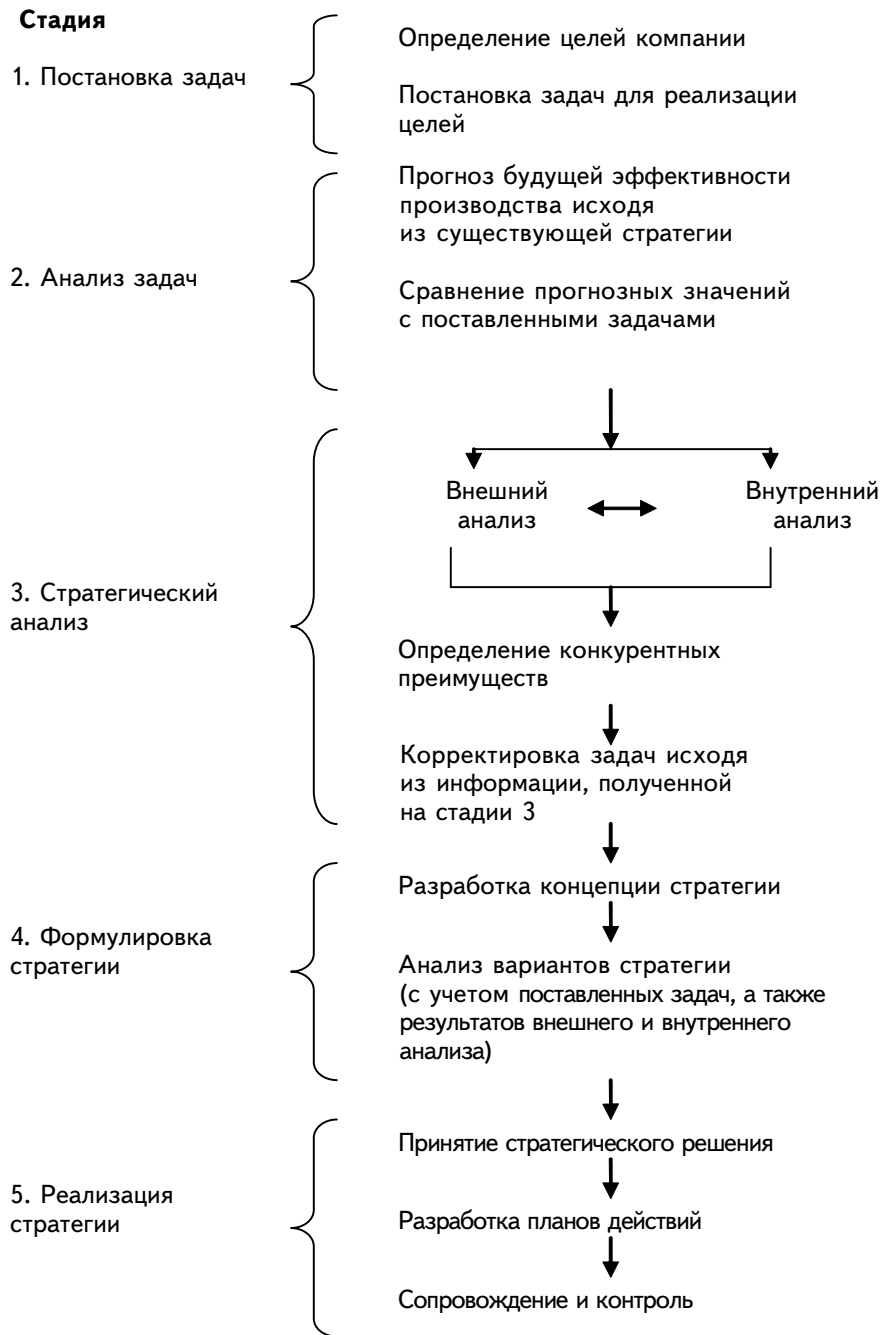 Стадия
1. Постановка задач
Определение целей компании
Постановка задач для реализации
целей
2. Анализ задач
Прогноз будущей эффективности
производства исходя
из существующей стратегии
Сравнение прогнозных значений
с поставленными задачами
3. Стратегический
анализ
Внешний
анализ
Внутренний
анализ
Определение конкурентных
преимуществ
Корректировка задач исходя
из информации, полученной
на стадии 3
4. Формулировка
стратегии
Разработка концепции стратегии
Анализ вариантов стратегии
(с учетом поставленных задач, а также
результатов внешнего и внутреннего
анализа)
5. Реализация
стратегии
Принятие стратегического решения
Разработка планов действий
Сопровождение и контроль